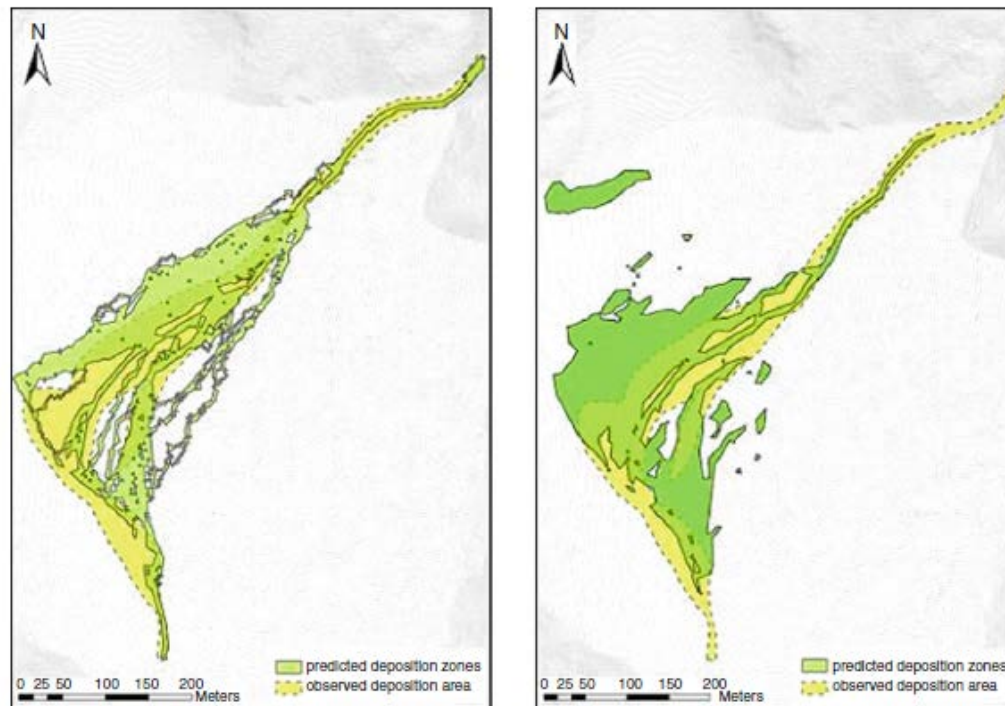 N
predicted deposition zones
observed deposition area
0 25 50 100 150 200
Meters
N
predicted deposition zones
observed deposition area
0 25 50 100 150 200
Meters